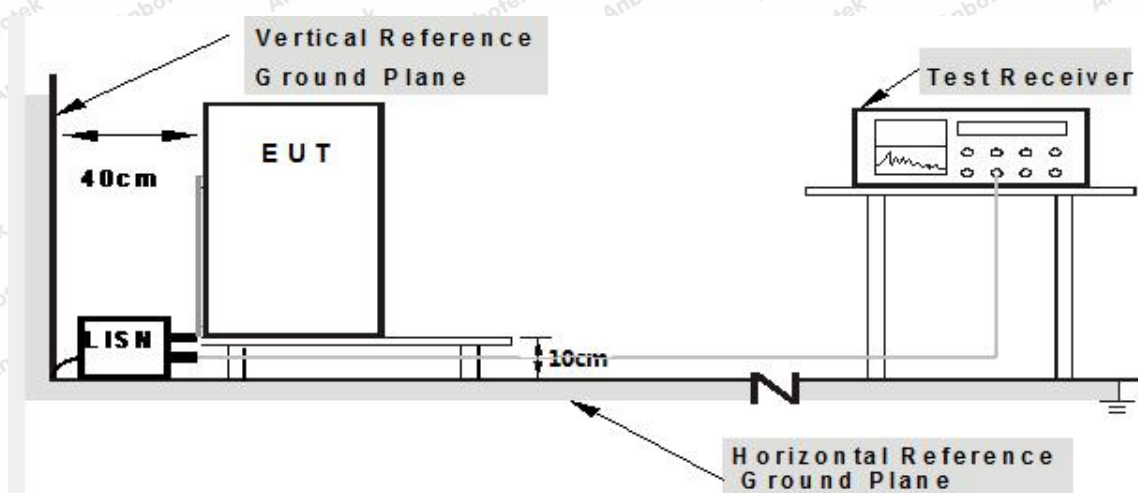 Vertical Reference
Ground Plane
Test Receiver
EUT
40cm
LISN
10cm
Horizontal Reference
Ground Plane